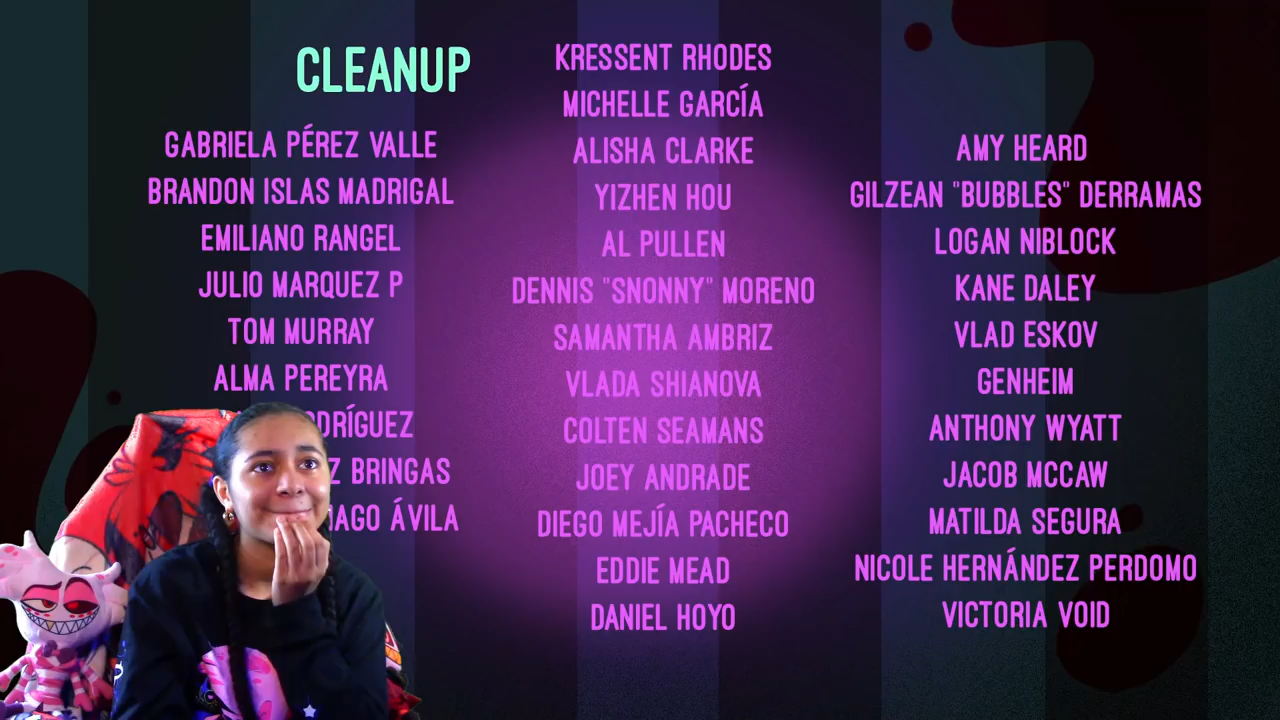 CLEANUP
GABRIELA PÉREZ VALLE
BRANDON ISLAS MADRIGAL
EMILIANO RANGEL
JULIO MARQUEZ P
TOM MURRAY
ALMA PEREYRA
BRINGAS
ÁVILA
KRESSENT RHODES
MICHELLE GARCÍA
ALISHA CLARKE
YIZHEN HOU
AL PULLEN
DENNIS "SNONNY" MORENO
SAMANTHA AMBRIZ
VLADA SHIANOVA
COLTEN SEAMANS
JOEY ANDRADE
DIEGO MEJÍA PACHECO
EDDIE MEAD
DANIEL HOYO
AMY HEARD
GILZEAN "BUBBLES" DERRAMAS
LOGAN NIBLOCK
KANE DALEY
VLAD ESKOV
GENHEIM
ANTHONY WYATT
JACOB MCCAW
MATILDA SEGURA
NICOLE HERNÁNDEZ PERDOMO
VICTORIA VOID